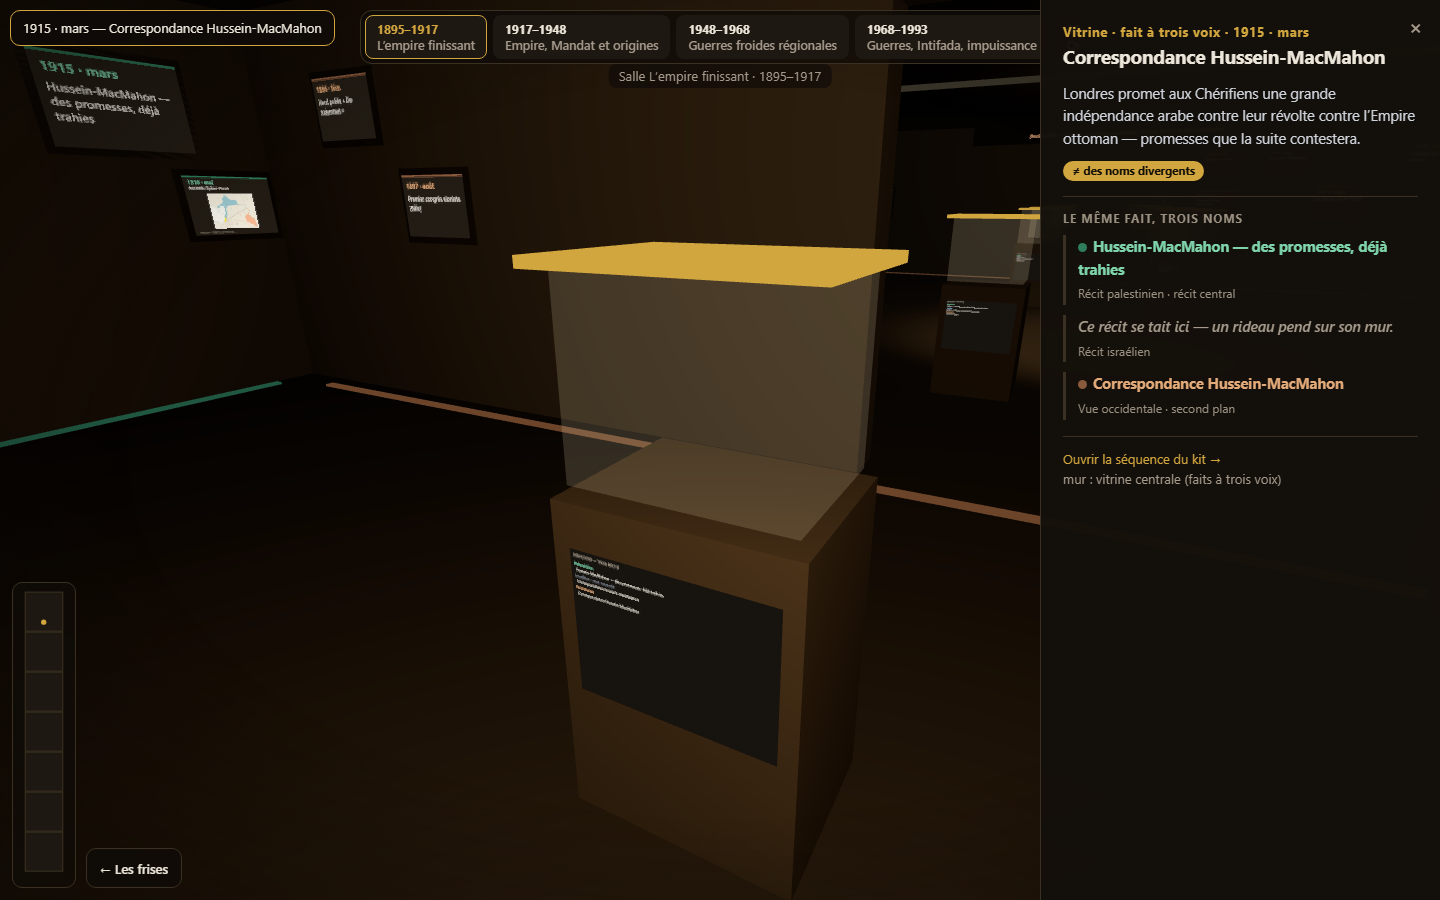 1915 · mars — Correspondance Hussein-MacMahon
1895–1917
L'empire finissant
1917–1948
Empire, Mandat et origines
1948–1968
Guerres froides régionales
1968–1993
Guerres, Intifada, impuissance
Salle L'empire finissant · 1895–1917
1915 · mars
Hussein-MacMahon —
des promesses, déjà
trahies
1897 · août
Premier congrès sioniste
Vitrine · fait à trois voix · 1915 · mars
×
Correspondance Hussein-MacMahon
Londres promet aux Chérifiens une grande
indépendance arabe contre leur révolte contre l'Empire
ottoman — promesses que la suite contestera.
≠ des noms divergents
LE MÊME FAIT, TROIS NOMS
Hussein-MacMahon — des promesses, déjà
trahies
Récit palestinien · récit central
Ce récit se tait ici — un rideau pend sur son mur.
Récit israélien
Correspondance Hussein-MacMahon
Vue occidentale · second plan
Ouvrir la séquence du kit →
mur : vitrine centrale (faits à trois voix)
← Les frises